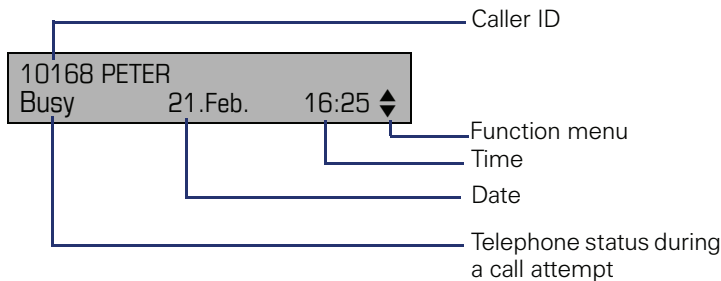 Caller ID
10168 PETER
Busy 21.Feb. 16:25
Function menu
Time
Date
Telephone status during
a call attempt